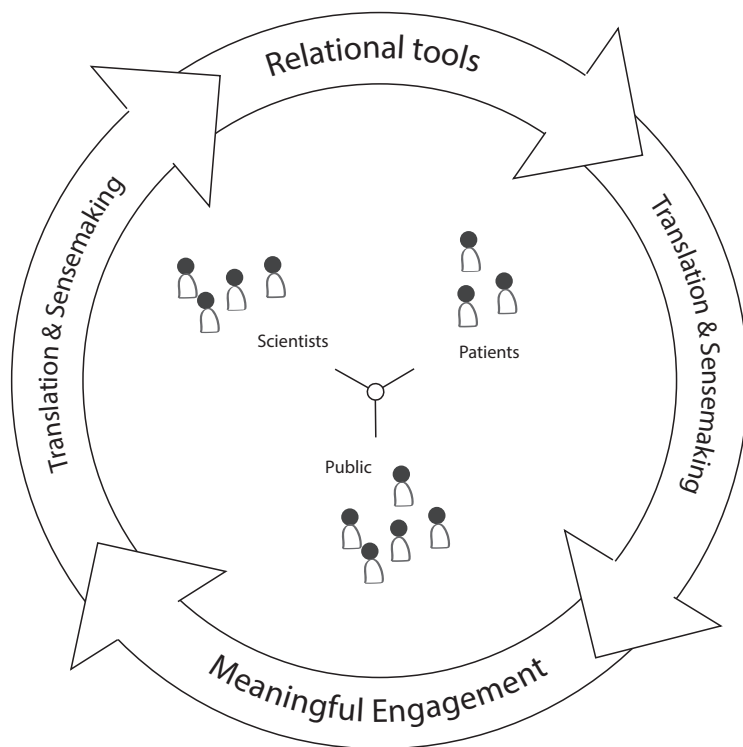 Relational tools
Translation & Sensemaking
Translation & Sensemaking
Scientists
Patients
Public
Meaningful Engagement